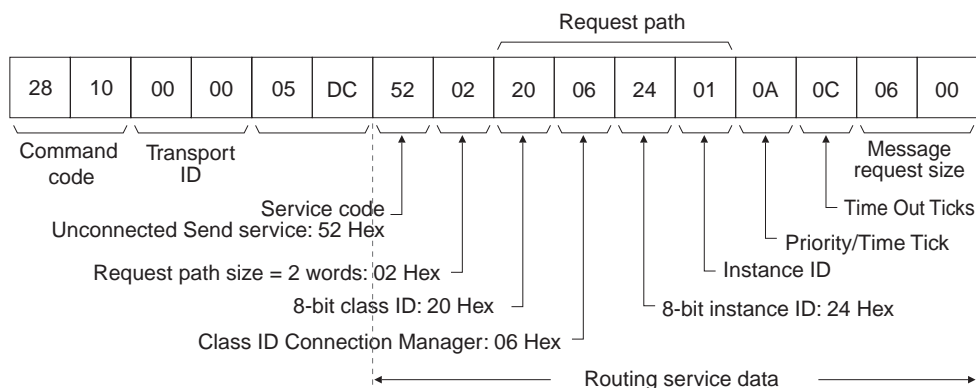 Request path
28 10 00 00 05 DC 52 02 20 06 24 01 0A 0C 06 00
Command
code
Transport
ID
Message
request size
Service code
Unconnected Send service: 52 Hex
Time Out Ticks
Priority/Time Tick
Request path size = 2 words: 02 Hex
Instance ID
8-bit class ID: 20 Hex
8-bit instance ID: 24 Hex
Class ID Connection Manager: 06 Hex
Routing service data